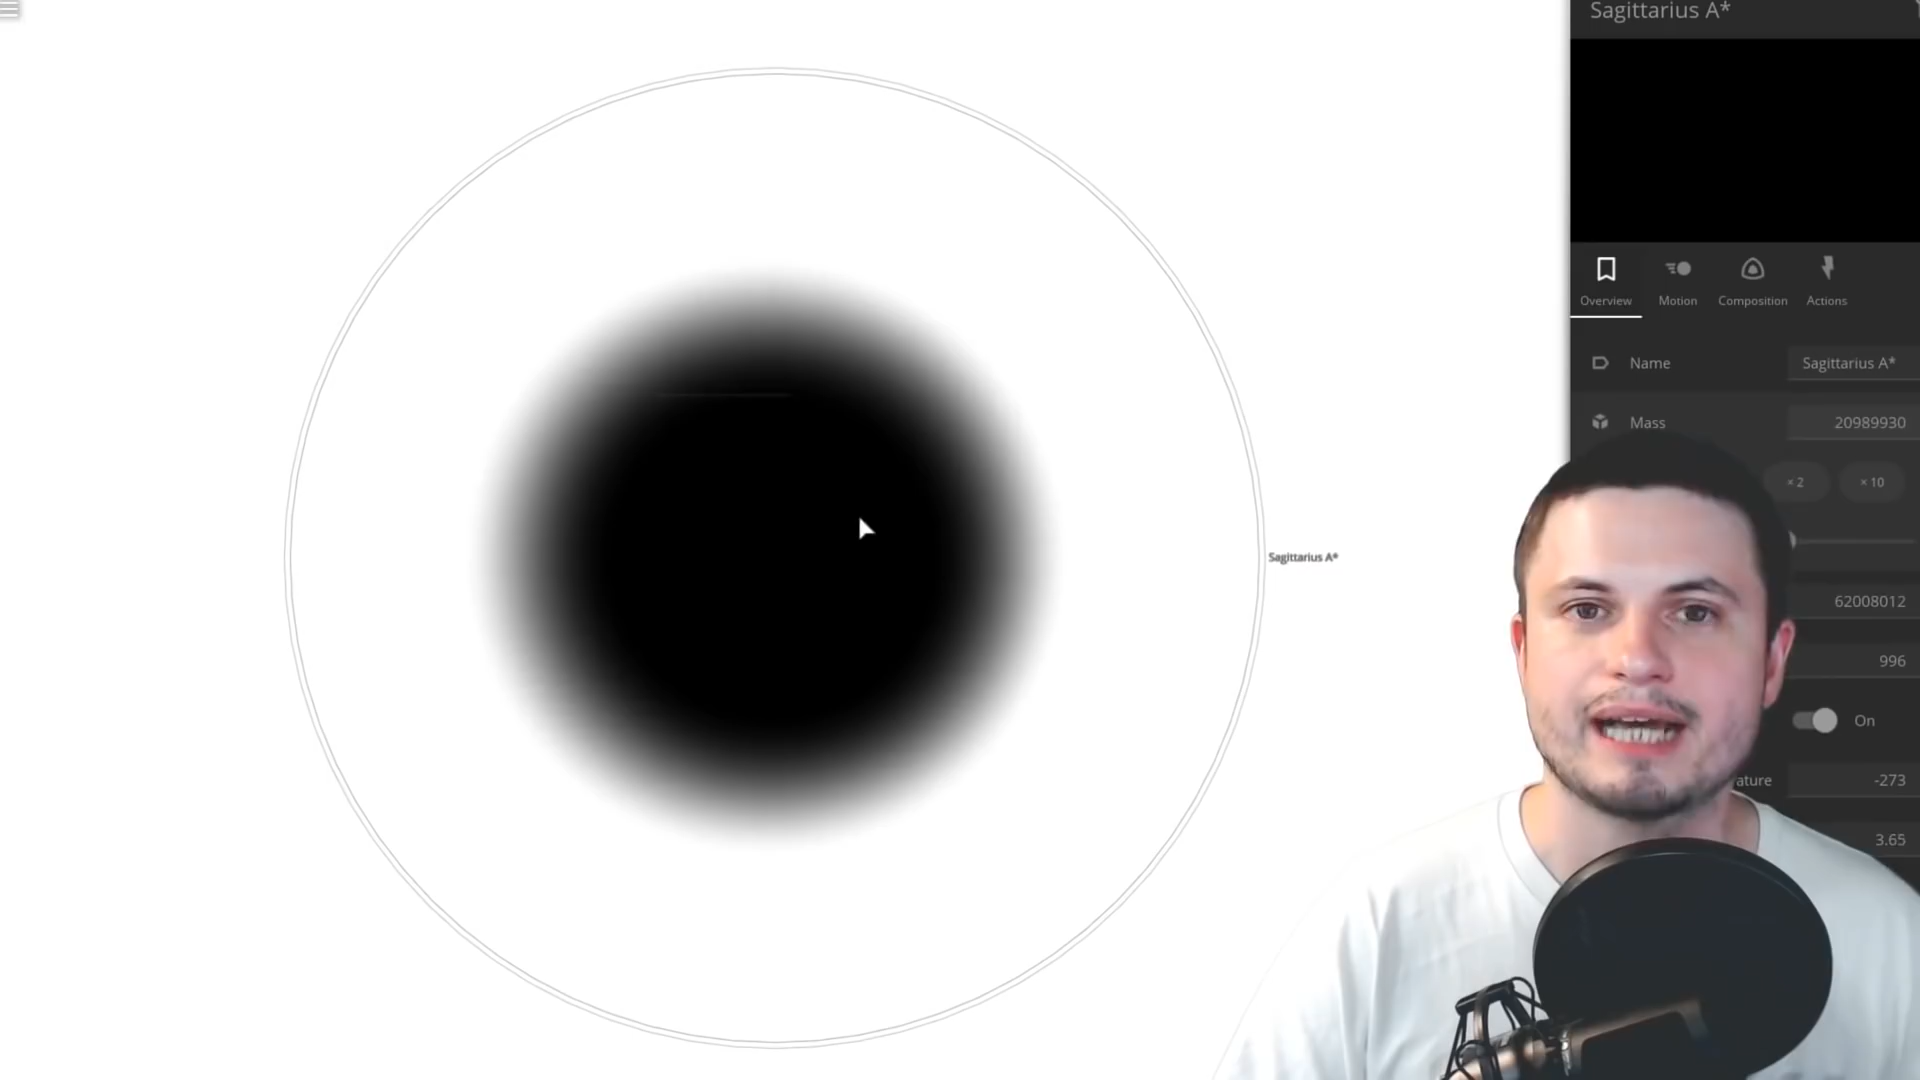 Sagittarius A*
Overview
Motion
Composition
Actions
Name
Sagittarius A*
Mass
20989930
× 2
× 10
Sagittarius A*
62008012
996
On
ature
-273
3.65